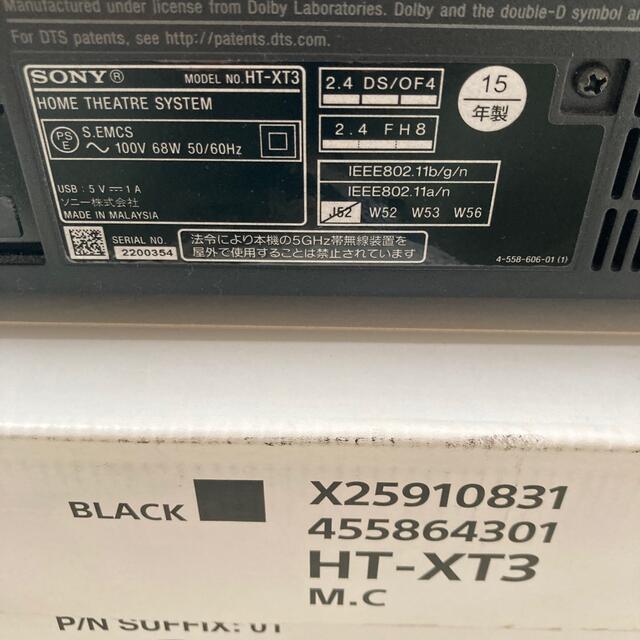 Manufactured under license from Dolby Laboratories. Dolby and the double-D symbol a
For DTS patents, see http://patents.dts.com.
SONY® MODEL NO. HT-XT3
HOME THEATRE SYSTEM
PSE S.EMCS
100V 68W 50/60Hz
USB : 5 V⎓1 A
ソニー株式会社
MADE IN MALAYSIA
SERIAL NO. 2200354
2.4 DS/OF4
2.4 FH8
15年製
IEEE802.11b/g/n
IEEE802.11a/n
J52 W52 W53 W56
法令により本機の5GHz帯無線装置を
屋外で使用することは禁止されています
4-558-606-01 (1)
BLACK
X25910831
455864301
HT-XT3
M.C
P/N SUFFIX: 01